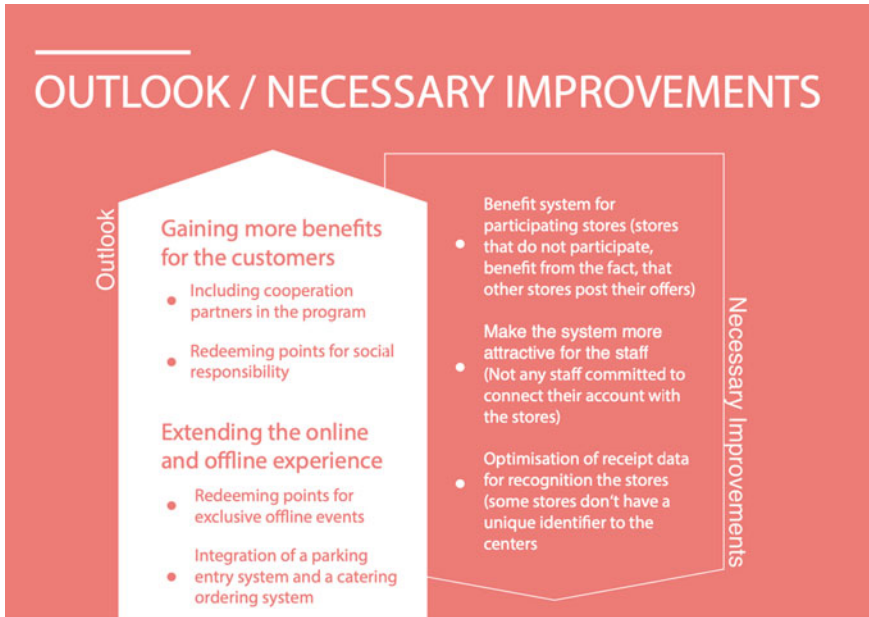 OUTLOOK / NECESSARY IMPROVEMENTS
Outlook
Gaining more benefits
for the customers
Including cooperation
partners in the program
Redeeming points for social
responsibility
Extending the online
and offline experience
Redeeming points for
exclusive offline events
Integration of a parking
entry system and a catering
ordering system
Benefit system for
participating stores (stores
that do not participate,
benefit from the fact, that
other stores post their offers)
Make the system more
attractive for the staff
(Not any staff committed to
connect their account with
the stores)
Optimisation of receipt data
for recognition the stores
(some stores don't have a
unique identifier to the
centers
Necessary Improvements